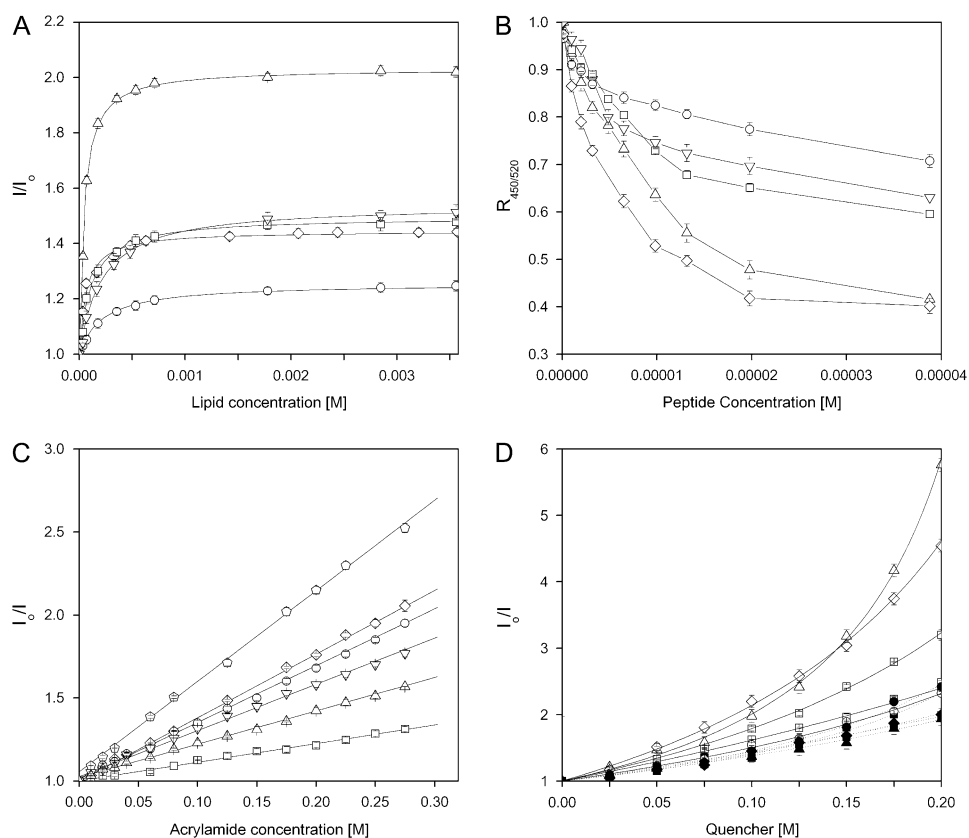 A
2.2
2.0
1.8
1.6
1.4
1.2
1.0
I/Io
0.000 0.001 0.002 0.003
Lipid concentration [M]
B
1.0
0.9
0.8
0.7
0.6
0.5
0.4
0.3
R450/520
0.00000 0.00001 0.00002 0.00003 0.00004
Peptide Concentration [M]
C
3.0
2.5
2.0
1.5
1.0
Io/I
0.00 0.05 0.10 0.15 0.20 0.25 0.30
Acrylamide concentration [M]
D
6
5
4
3
2
1
Io/I
0.00 0.05 0.10 0.15 0.20
Quencher [M]